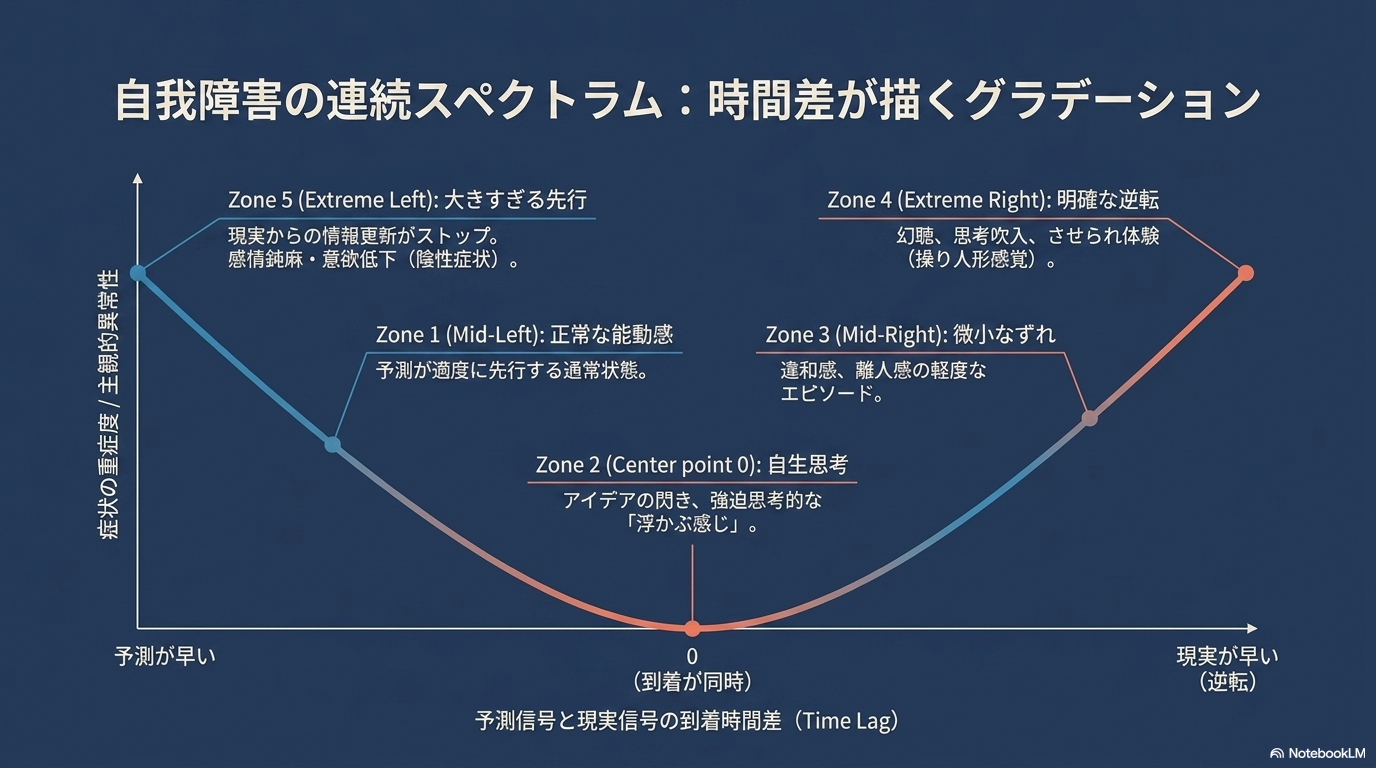 自我障害の連続スペクトラム：時間差が描くグラデーション
Zone 5 (Extreme Left): 大きすぎる先行
現実からの情報更新がストップ。
感情鈍麻・意欲低下（陰性症状）。
Zone 4 (Extreme Right): 明確な逆転
幻聴、思考吹入、させられ体験
（操り人形感覚）。
Zone 1 (Mid-Left): 正常な能動感
予測が適度に先行する通常状態。
Zone 3 (Mid-Right): 微小なずれ
違和感、離人感の軽度な
エピソード。
Zone 2 (Center point 0): 自生思考
アイデアの閃き、強迫思考的な
「浮かぶ感じ」。
症状の重症度 / 主観的異常性
予測が早い
0
（到着が同時）
現実が早い
（逆転）
予測信号と現実信号の到着時間差（Time Lag）
NotebookLM